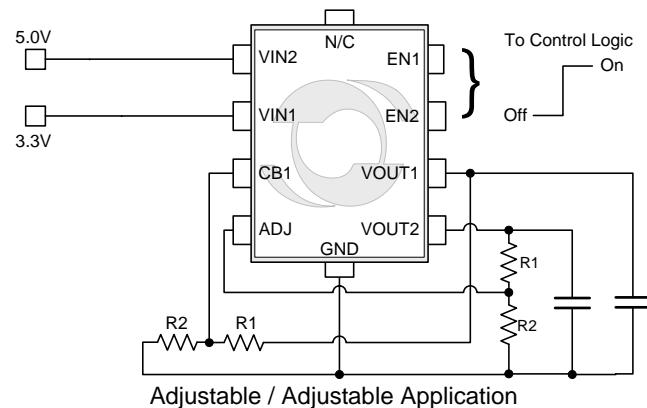 N/C
5.0V
VIN2
EN1
To Control Logic
On
Off
VIN1
EN2
3.3V
CB1
VOUT1
ADJ
VOUT2
GND
R1
R2
R2
R1
Adjustable / Adjustable Application